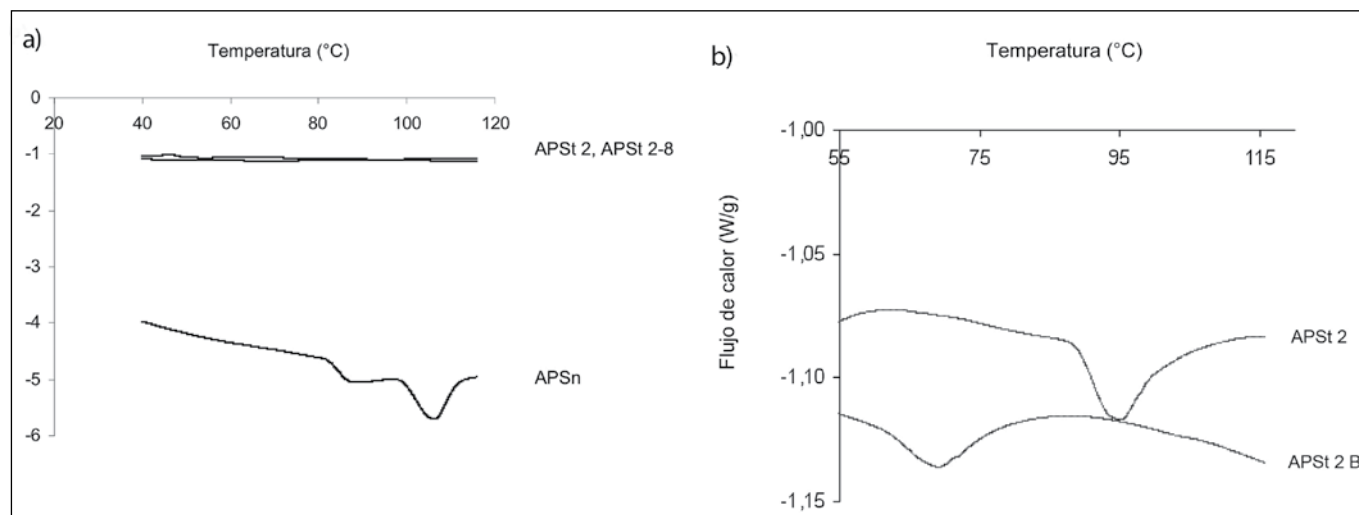 a)
Temperatura (°C)
0
20
40
60
80
100
120
-1
-2
-3
-4
-5
-6
APSt 2, APSt 2-8
APSn
b)
Temperatura (°C)
Flujo de calor (W/g)
-1,00
55
75
95
115
-1,05
-1,10
-1,15
APSt 2
APSt 2 B